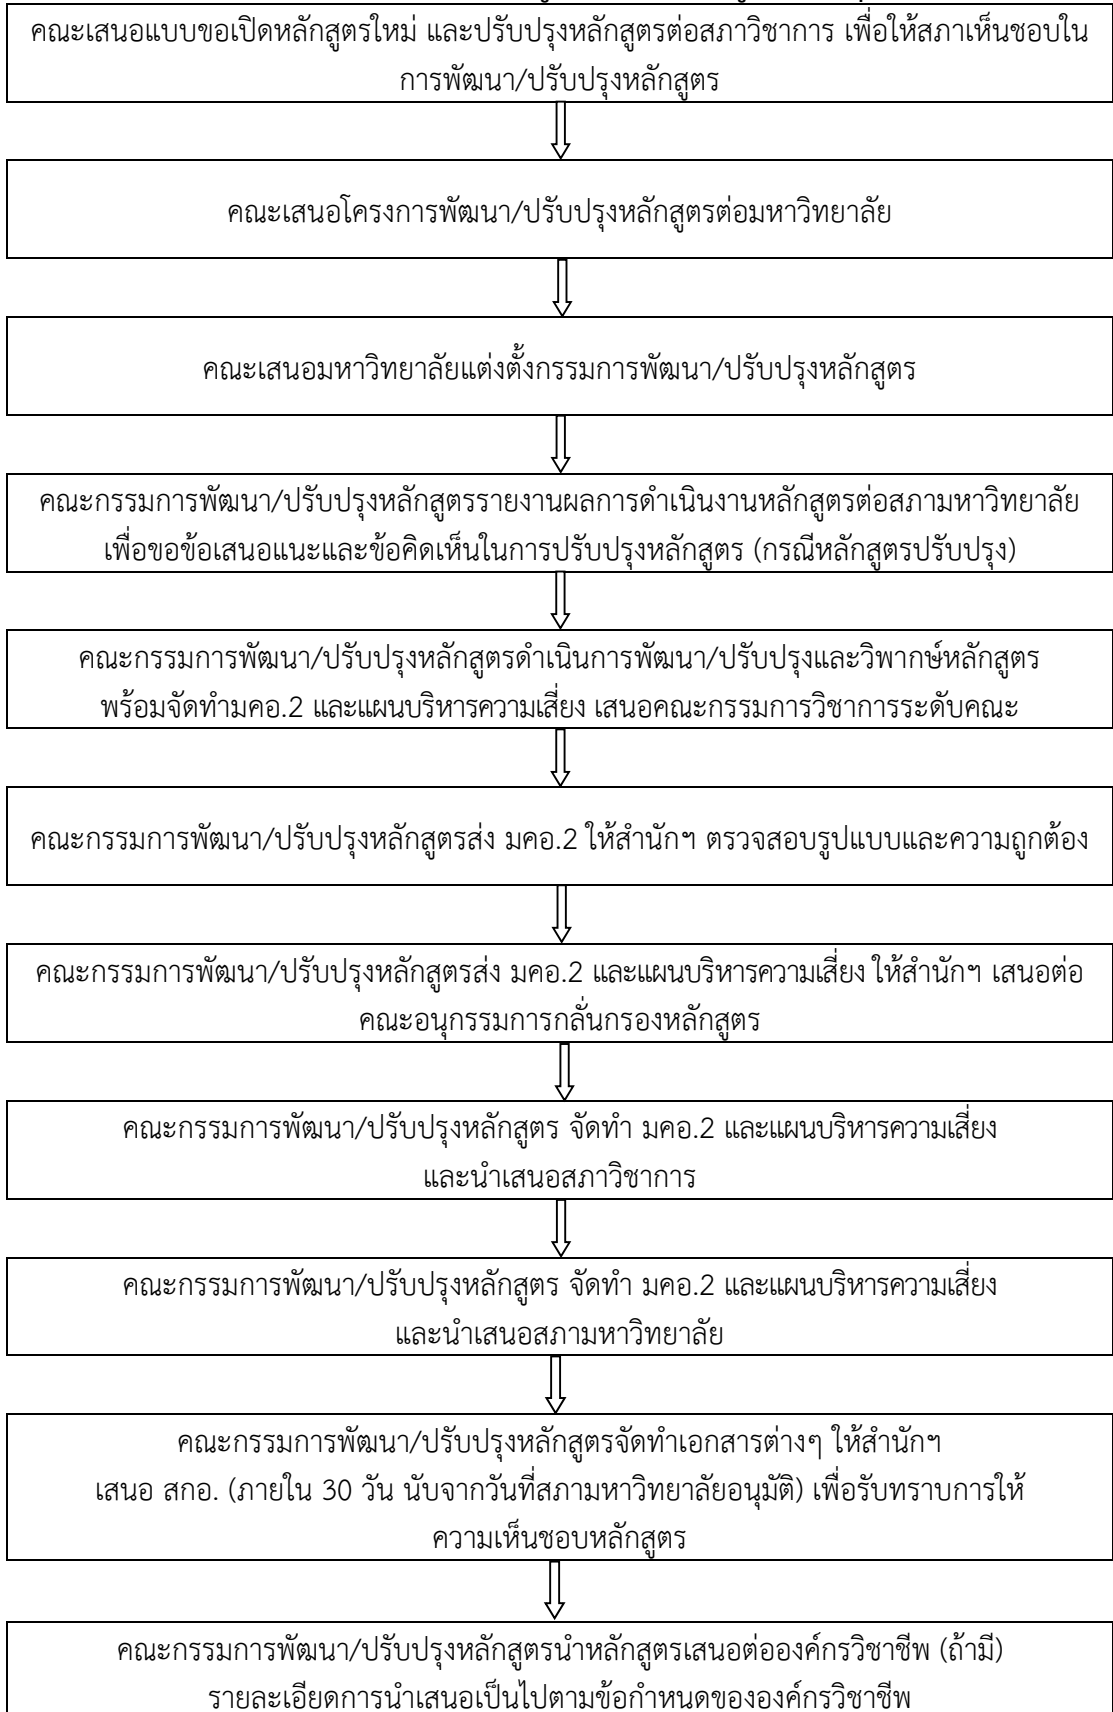 คณะเสนอแบบขอเปิดหลักสูตรใหม่ และปรับปรุงหลักสูตรต่อสภาวิชาการ เพื่อให้สภาเห็นชอบใน
การพัฒนา/ปรับปรุงหลักสูตร
คณะเสนอโครงการพัฒนา/ปรับปรุงหลักสูตรต่อมหาวิทยาลัย
คณะเสนอมหาวิทยาลัยแต่งตั้งกรรมการพัฒนา/ปรับปรุงหลักสูตร
คณะกรรมการพัฒนา/ปรับปรุงหลักสูตรรายงานผลการดำเนินงานหลักสูตรต่อสภามหาวิทยาลัย
เพื่อขอข้อเสนอแนะและข้อคิดเห็นในการปรับปรุงหลักสูตร (กรณีหลักสูตรปรับปรุง)
คณะกรรมการพัฒนา/ปรับปรุงหลักสูตรดำเนินการพัฒนา/ปรับปรุงและวิพากษ์หลักสูตร
พร้อมจัดทำมคอ.2 และแผนบริหารความเสี่ยง เสนอคณะกรรมการวิชาการระดับคณะ
คณะกรรมการพัฒนา/ปรับปรุงหลักสูตรส่ง มคอ.2 ให้สำนักฯ ตรวจสอบรูปแบบและความถูกต้อง
คณะกรรมการพัฒนา/ปรับปรุงหลักสูตรส่ง มคอ.2 และแผนบริหารความเสี่ยง ให้สำนักฯ เสนอต่อ
คณะอนุกรรมการกลั่นกรองหลักสูตร
คณะกรรมการพัฒนา/ปรับปรุงหลักสูตร จัดทำ มคอ.2 และแผนบริหารความเสี่ยง
และนำเสนอสภาวิชาการ
คณะกรรมการพัฒนา/ปรับปรุงหลักสูตร จัดทำ มคอ.2 และแผนบริหารความเสี่ยง
และนำเสนอสภามหาวิทยาลัย
คณะกรรมการพัฒนา/ปรับปรุงหลักสูตรจัดทำเอกสารต่างๆ ให้สำนักฯ
เสนอ สกอ. (ภายใน 30 วัน นับจากวันที่สภามหาวิทยาลัยอนุมัติ) เพื่อรับทราบการให้
ความเห็นชอบหลักสูตร
คณะกรรมการพัฒนา/ปรับปรุงหลักสูตรนำหลักสูตรเสนอต่อองค์กรวิชาชีพ (ถ้ามี)
รายละเอียดการนำเสนอเป็นไปตามข้อกำหนดขององค์กรวิชาชีพ